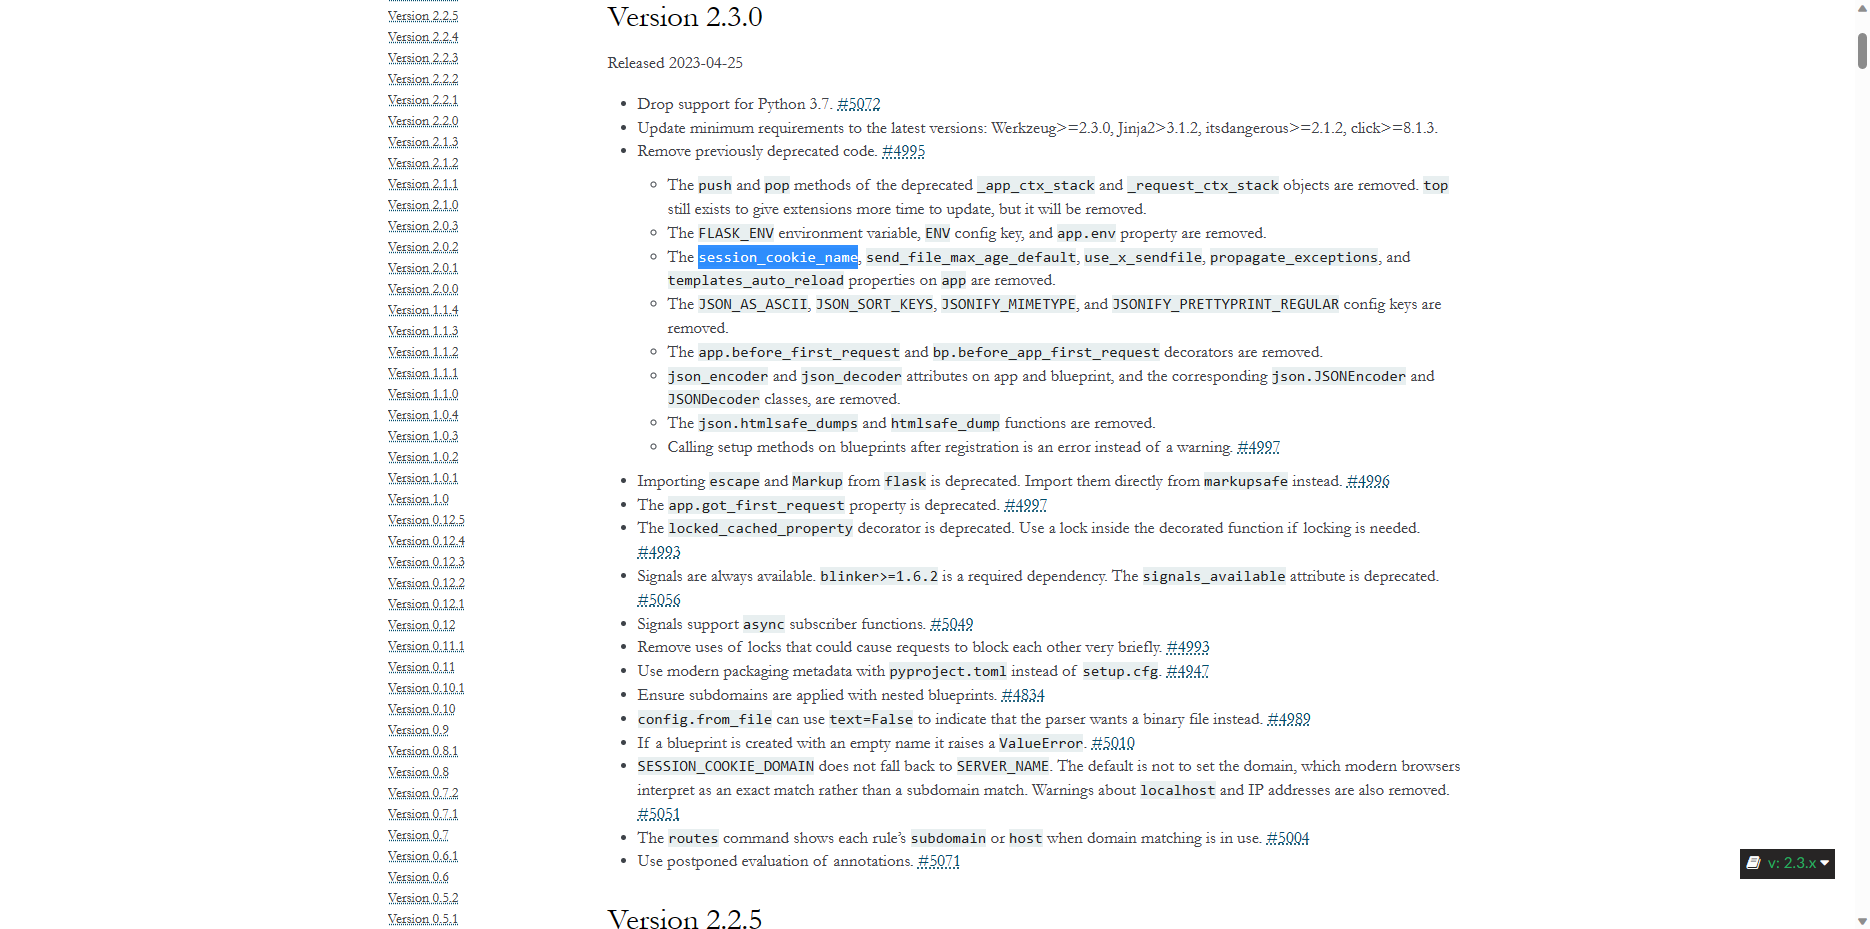 Version 2.2.5
Version 2.2.4
Version 2.2.3
Version 2.2.2
Version 2.2.1
Version 2.2.0
Version 2.1.3
Version 2.1.2
Version 2.1.1
Version 2.1.0
Version 2.0.3
Version 2.0.2
Version 2.0.1
Version 2.0.0
Version 1.1.4
Version 1.1.3
Version 1.1.2
Version 1.1.1
Version 1.1.0
Version 1.0.4
Version 1.0.3
Version 1.0.2
Version 1.0.1
Version 1.0
Version 0.12.5
Version 0.12.4
Version 0.12.3
Version 0.12.2
Version 0.12.1
Version 0.12
Version 0.11.1
Version 0.11
Version 0.10.1
Version 0.10
Version 0.9
Version 0.8.1
Version 0.8
Version 0.7.2
Version 0.7.1
Version 0.7
Version 0.6.1
Version 0.6
Version 0.5.2
Version 0.5.1
Version 2.3.0
Released 2023-04-25
• Drop support for Python 3.7. #5072
• Update minimum requirements to the latest versions: Werkzeug>=2.3.0, Jinja2>3.1.2, itsdangerous>=2.1.2, click>=8.1.3.
• Remove previously deprecated code. #4995
◦ The push and pop methods of the deprecated _app_ctx_stack and _request_ctx_stack objects are removed. top
still exists to give extensions more time to update, but it will be removed.
◦ The FLASK_ENV environment variable, ENV config key, and app.env property are removed.
◦ The session_cookie_name, send_file_max_age_default, use_x_sendfile, propagate_exceptions, and
templates_auto_reload properties on app are removed.
◦ The JSON_AS_ASCII, JSON_SORT_KEYS, JSONIFY_MIMETYPE, and JSONIFY_PRETTYPRINT_REGULAR config keys are
removed.
◦ The app.before_first_request and bp.before_app_first_request decorators are removed.
◦ json_encoder and json_decoder attributes on app and blueprint, and the corresponding json.JSONEncoder and
JSONDecoder classes, are removed.
◦ The json.htmlsafe_dumps and htmlsafe_dump functions are removed.
◦ Calling setup methods on blueprints after registration is an error instead of a warning. #4997
• Importing escape and Markup from flask is deprecated. Import them directly from markupsafe instead. #4996
• The app.got_first_request property is deprecated. #4997
• The locked_cached_property decorator is deprecated. Use a lock inside the decorated function if locking is needed.
#4993
• Signals are always available. blinker>=1.6.2 is a required dependency. The signals_available attribute is deprecated.
#5056
• Signals support async subscriber functions. #5049
• Remove uses of locks that could cause requests to block each other very briefly. #4993
• Use modern packaging metadata with pyproject.toml instead of setup.cfg. #4947
• Ensure subdomains are applied with nested blueprints. #4834
• config.from_file can use text=False to indicate that the parser wants a binary file instead. #4989
• If a blueprint is created with an empty name it raises a ValueError. #5010
• SESSION_COOKIE_DOMAIN does not fall back to SERVER_NAME. The default is not to set the domain, which modern browsers
interpret as an exact match rather than a subdomain match. Warnings about localhost and IP addresses are also removed.
#5051
• The routes command shows each rule's subdomain or host when domain matching is in use. #5004
• Use postponed evaluation of annotations. #5071
Version 2.2.5
v: 2.3.x